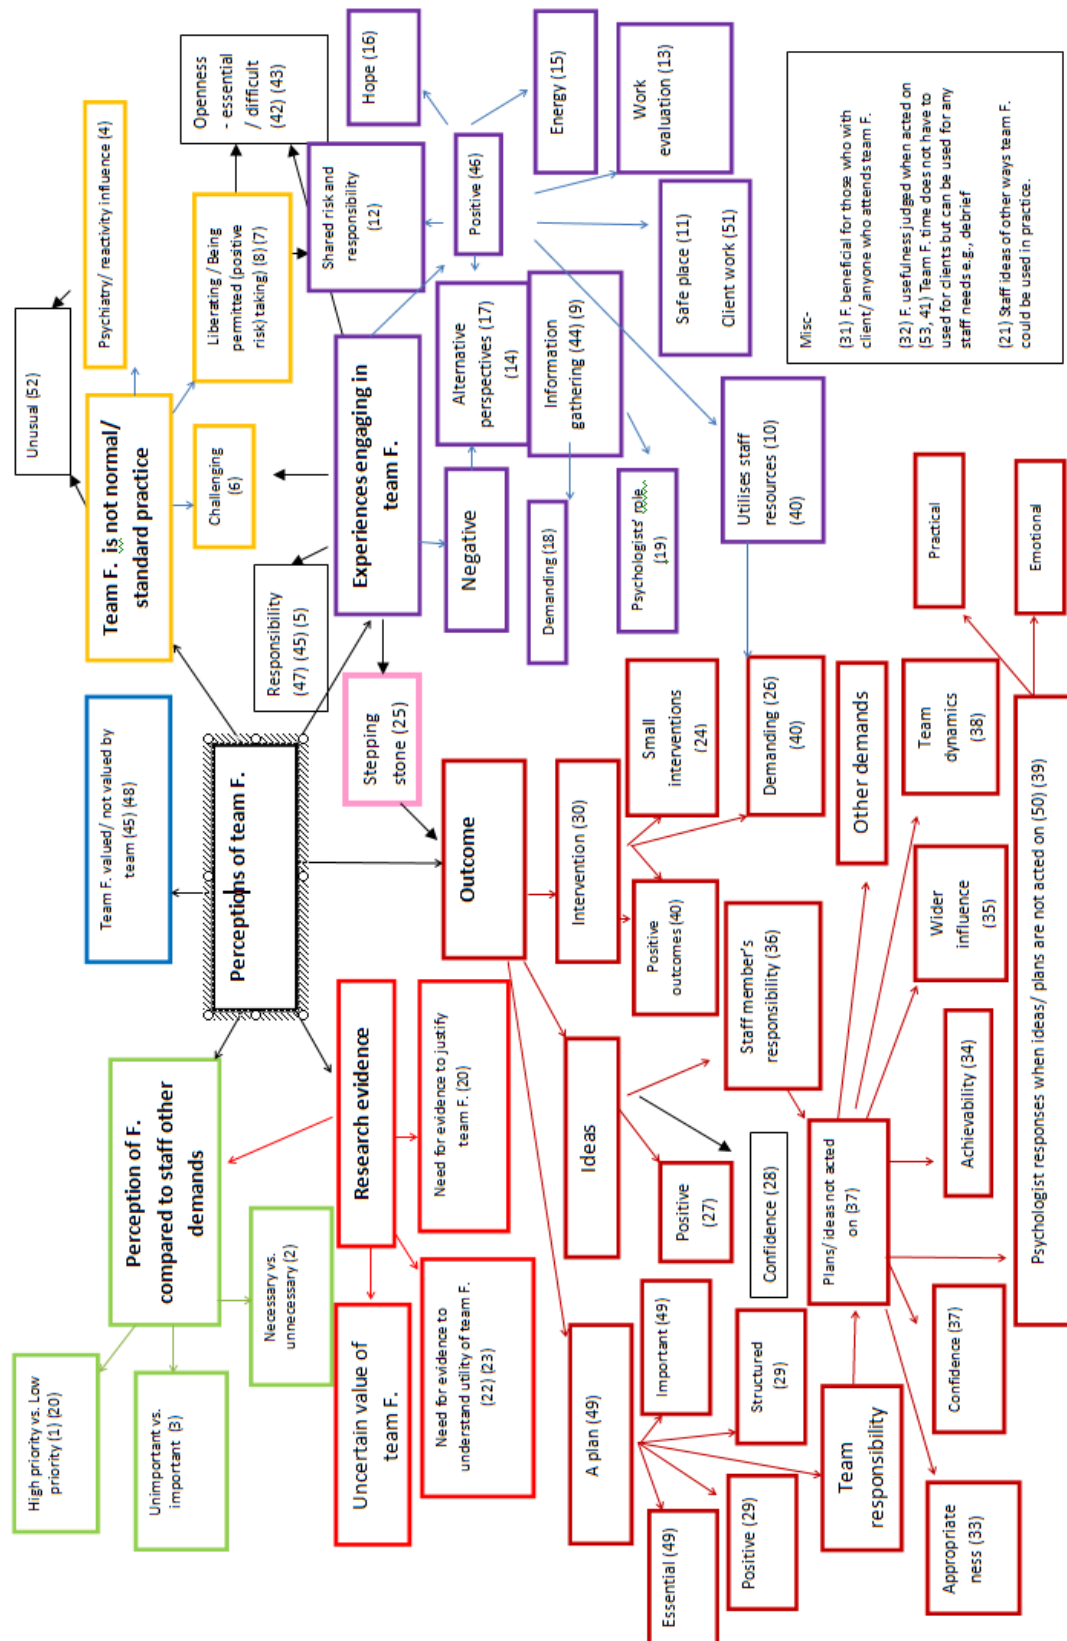 High priority vs. Low
priority (1) (20)
Unimportant vs.
important (3)
Necessary vs.
unnecessary (2)
Perception of F.
compared to staff other
demands
Team F. valued/ not valued by
team (45) (48)
Perceptions of team F.
Team F. is not normal/
standard practice
Unusual (52)
Psychiatry/ reactivity influence (4)
Liberating / Being
permitted (positive
risk) taking) (8) (7)
Challenging
(6)
Openness
- essential
/ difficult
(42) (43)
Responsibility
(47) (45) (5)
Experiences engaging in
team F.
Shared risk and
responsibility
(12)
Hope (16)
Positive (46)
Energy (15)
Work
evaluation (13)
Safe place (11)
Client work (51)
Alternative
perspectives (17)
(14)
Information
gathering (44) (9)
Negative
Demanding (18)
Psychologists' role
(19)
Utilises staff
resources (10)
(40)
Stepping
stone (25)
Research evidence
Need for evidence to justify
team F. (20)
Uncertain value of
team F.
Need for evidence to
understand utility of team F.
(22) (23)
Outcome
Intervention (30)
Small
interventions
(24)
Positive
outcomes (40)
Demanding (26)
(40)
Ideas
Positive
(27)
Confidence (28)
Staff member's
responsibility (36)
A plan (49)
Essential (49)
Positive (29)
Important (49)
Structured
(29)
Team
responsibility
Plans/ideas not acted
on (37)
Other demands
Team
dynamics
(38)
Wider
influence
(35)
Achievability (34)
Confidence (37)
Appropriate
ness (33)
Psychologist responses when ideas/ plans are not acted on (50) (39)
Practical
Emotional
Misc-
(31) F. beneficial for those who with
client/ anyone who attends team F.
(32) F. usefulness judged when acted on
(53, 41) Team F. time does not have to
used for clients but can be used for any
staff needs e.g., debrief
(21) Staff ideas of other ways team F.
could be used in practice.